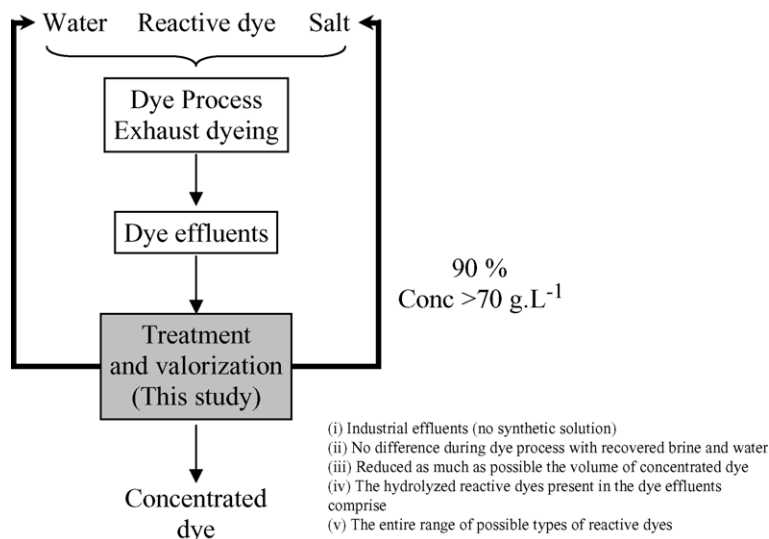 Water Reactive dye Salt
Dye Process
Exhaust dyeing
Dye effluents
90 %
Conc >70 g.L-1
Treatment
and valorization
(This study)
(i) Industrial effluents (no synthetic solution)
(ii) No difference during dye process with recovered brine and water
(iii) Reduced as much as possible the volume of concentrated dye
(iv) The hydrolyzed reactive dyes present in the dye effluents
comprise
(v) The entire range of possible types of reactive dyes
Concentrated
dye